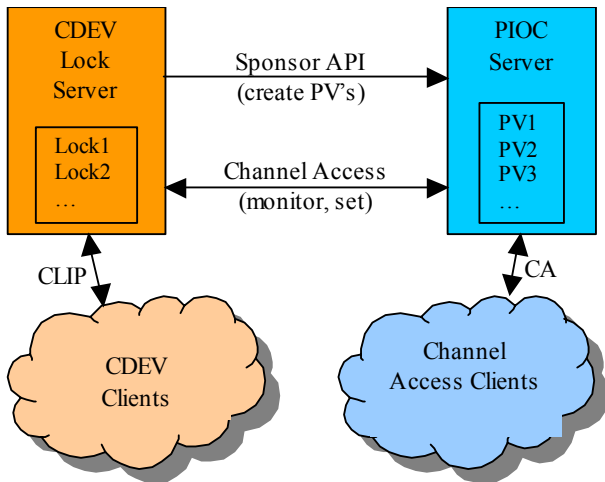 CDEV
Lock
Server
Lock1
Lock2
…
Sponsor API
(create PV's)
Channel Access
(monitor, set)
PIOC
Server
PV1
PV2
PV3
…
CLIP
CA
CDEV
Clients
Channel
Access Clients